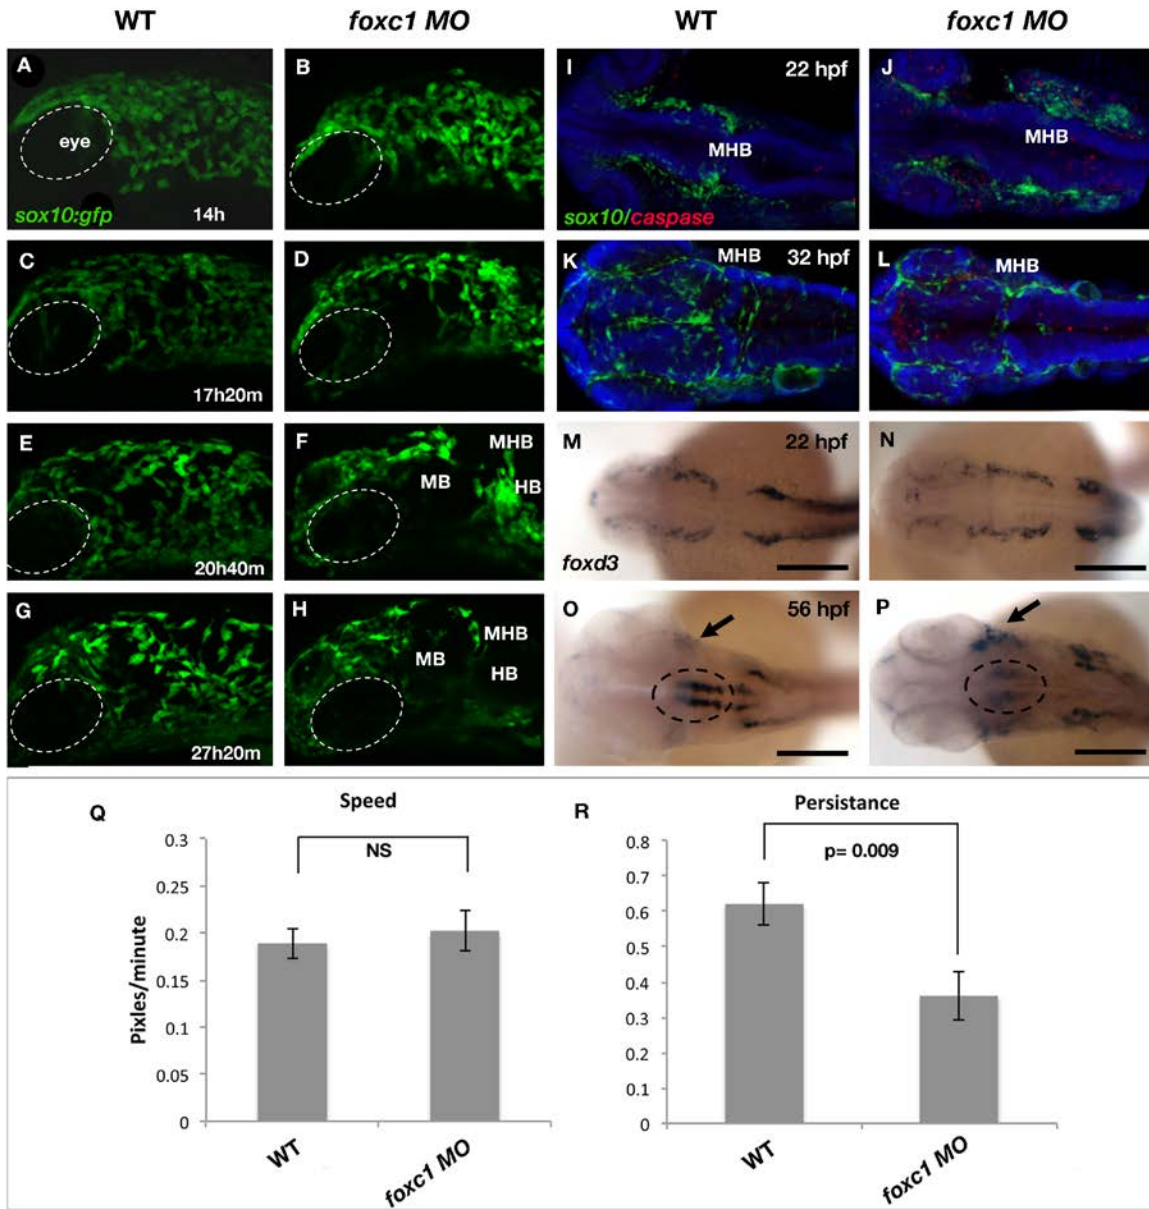 WT foxc1 MO WT foxc1 MO
A B I 22 hpf J
eye MHB MHB
sox10:gfp 14h sox10/caspase
C D K MHB 32 hpf L MHB
17h20m
E F MHB M 22 hpf N
MB HB
20h40m foxd3
G H MHB O 56 hpf P
MB HB
27h20m
Q Speed R Persistance
NS p= 0.009
Pixles/minute
0.3
0.25
0.2
0.15
0.1
0.05
0
WT foxc1 MO
0.8
0.7
0.6
0.5
0.4
0.3
0.2
0.1
0
WT foxc1 MO